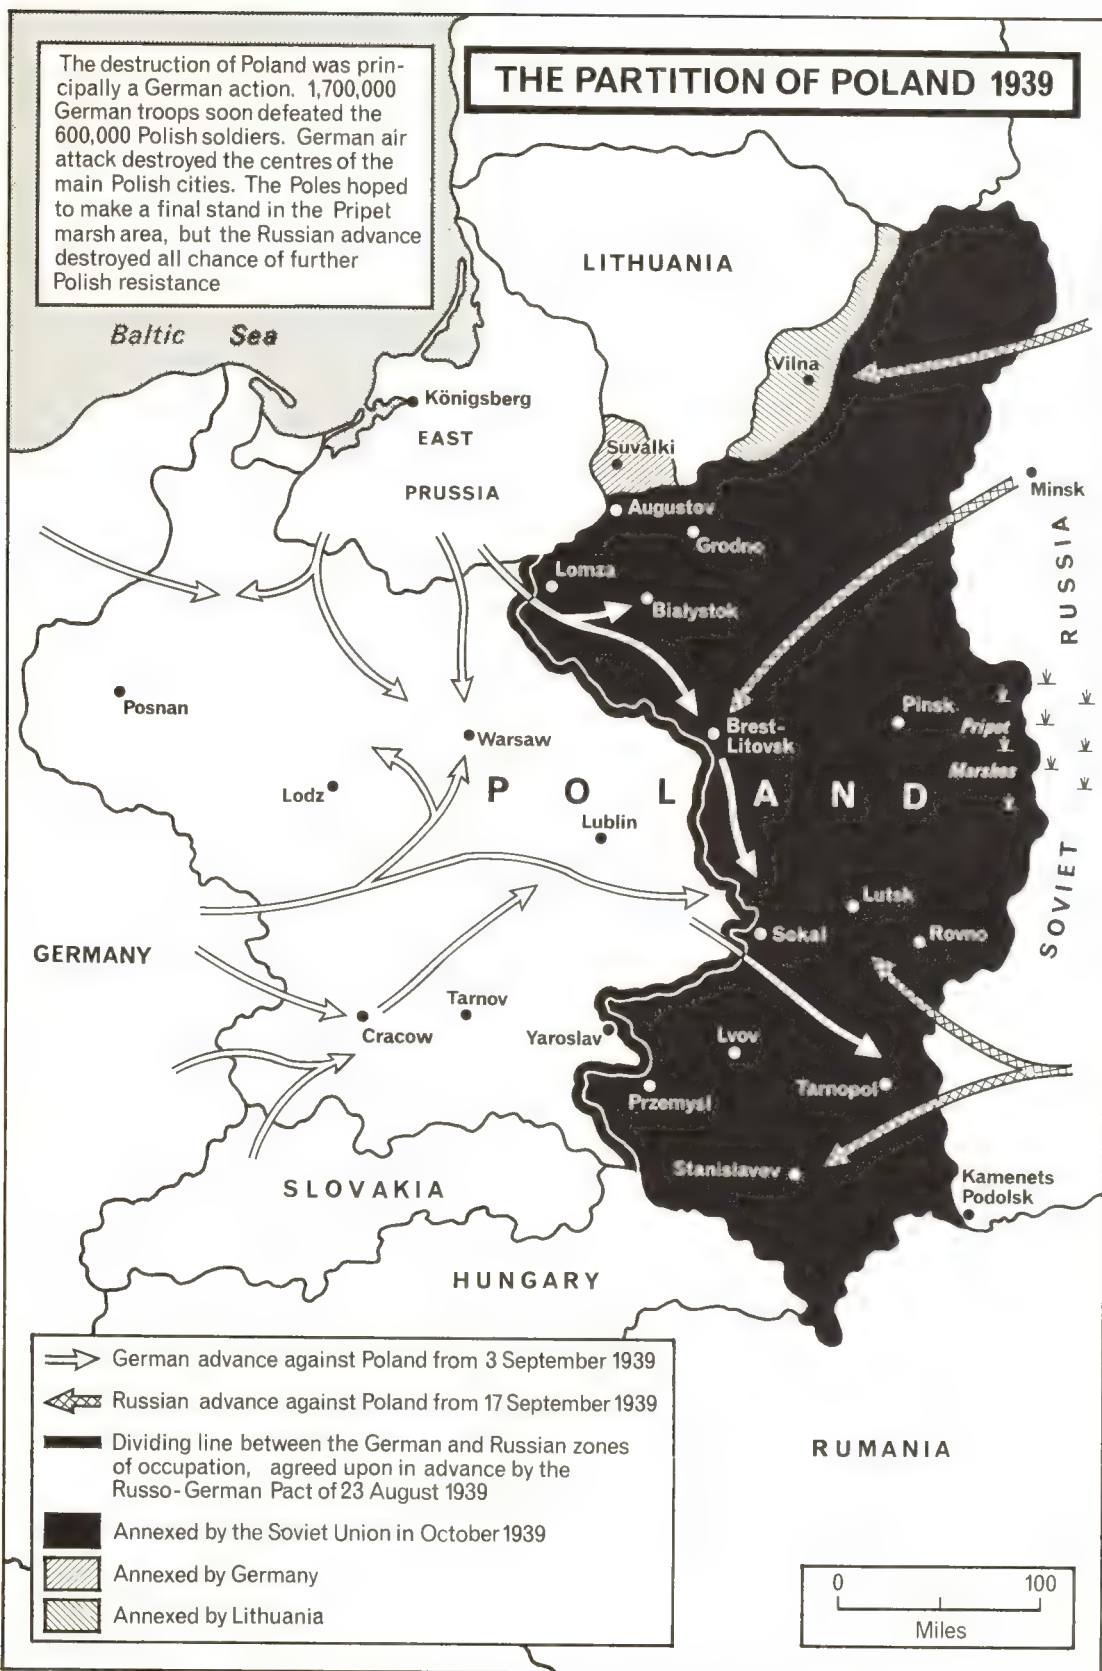 The destruction of Poland was prin-
cipally a German action. 1,700,000
German troops soon defeated the
600,000 Polish soldiers. German air
attack destroyed the centres of the
main Polish cities. The Poles hoped
to make a final stand in the Pripet
marsh area, but the Russian advance
destroyed all chance of further
Polish resistance
THE PARTITION OF POLAND 1939
LITHUANIA
Baltic Sea
Vilna
Königsberg
EAST
PRUSSIA
Suvalki
Minsk
Augustov
Grodno
Lomza
Bialystok
SOVIET RUSSIA
Posnan
Warsaw
Brest-
Litovsk
Pinsk
Pripet
Marshes
Lodz
POLAND
Lublin
Lutsk
Sokal
Rovno
GERMANY
Tarnov
Cracow
Yaroslav
Lvov
Przemysl
Tarnopol
Stanislavev
Kamenets
Podolsk
SLOVAKIA
HUNGARY
RUMANIA
German advance against Poland from 3 September 1939
Russian advance against Poland from 17 September 1939
Dividing line between the German and Russian zones
of occupation, agreed upon in advance by the
Russo-German Pact of 23 August 1939
Annexed by the Soviet Union in October 1939
Annexed by Germany
Annexed by Lithuania
0 100
Miles